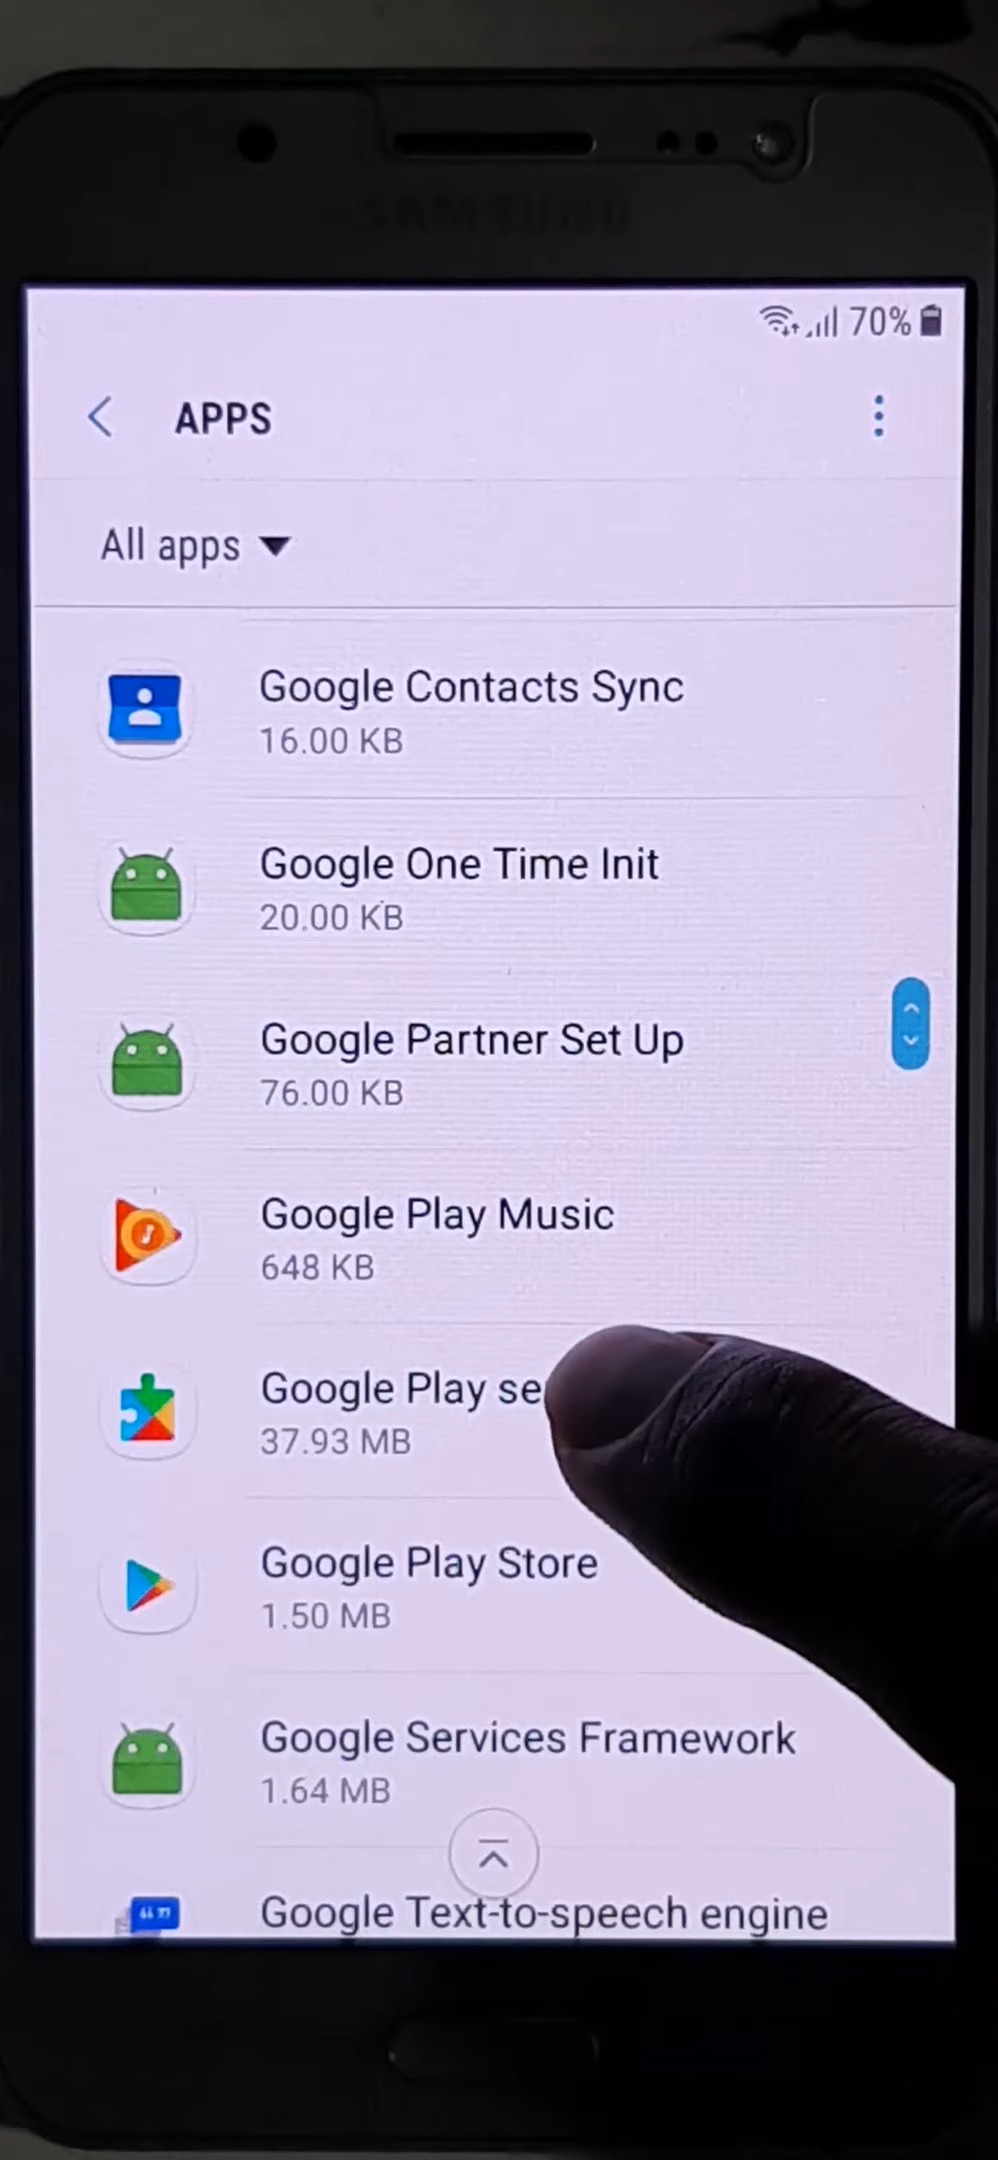 SAMSUNG
70%
APPS
All apps
Google Contacts Sync
16.00 KB
Google One Time Init
20.00 KB
Google Partner Set Up
76.00 KB
Google Play Music
648 KB
Google Play se
37.93 MB
Google Play Store
1.50 MB
Google Services Framework
1.64 MB
Google Text-to-speech engine